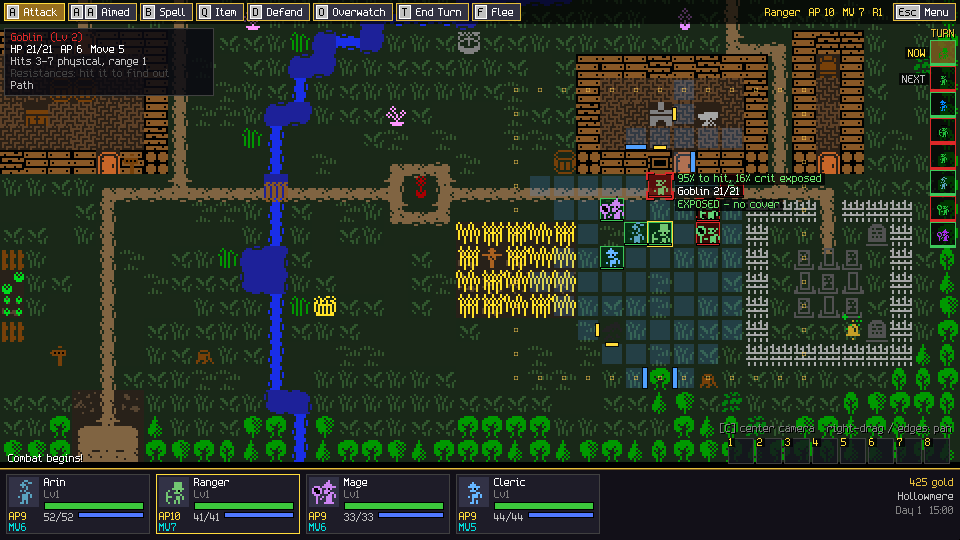 A Attack
A A Aimed
B Spell
Q Item
D Defend
O Overwatch
T End Turn
F Flee
Ranger AP 10 MV 7 R1
Esc Menu
Goblin (Lv 2)
HP 21/21 AP 6 Move 5
Hits 3-7 physical, range 1
Resistances: hit it to find out
Path
TURN
NOW
NEXT
95% to hit, 16% crit exposed
Goblin 21/21
EXPOSED - no cover
[c] center camera right-drag / edges: pan
1 2 3 4 5 6 7 8
Combat begins!
Arin
Lv1
AP9
MV6
52/52
Ranger
Lv1
AP10
MV7
41/41
Mage
Lv1
AP9
MV6
33/33
Cleric
Lv1
AP9
MV5
44/44
425 gold
Hollowmere
Day 1 15:00